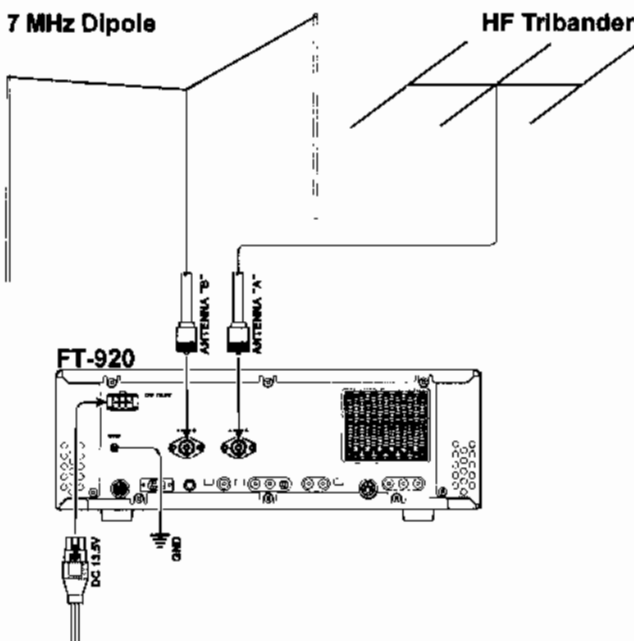 7 MHz Dipole
HF Tribander
ANTENNA "B"
ANTENNA "A"
FT-920
GND
DC 13.5V